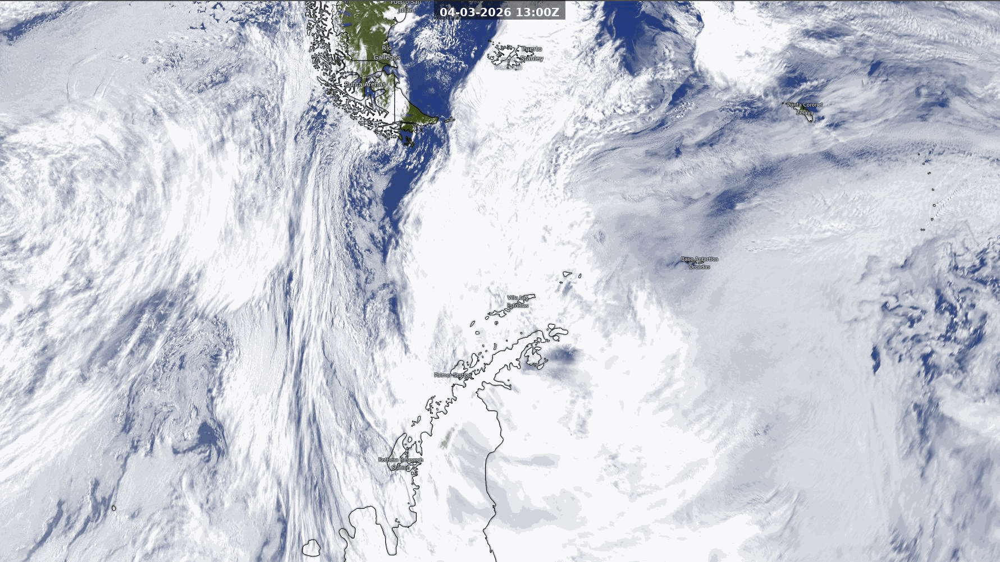 Puerto San
Julián
04-03-2026 13:00Z
Río
Gallegos
Puerto
Stanley
FALKLAND
Punta Arenas
Punta Coronel
Zelaya
Base Antartica
Orcadas
Villa Las
Estrellas
Palmer Station
Rothera Research
Station